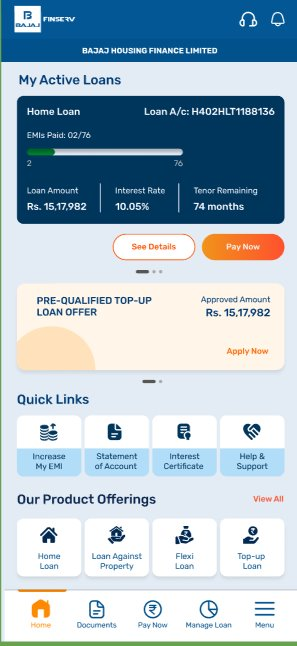 B
BAJAJ
FINSERV
BAJAJ HOUSING FINANCE LIMITED
My Active Loans
Home Loan Loan A/c: H402HLT1188136
EMIs Paid: 02/76
2 76
Loan Amount Interest Rate Tenor Remaining
Rs. 15,17,982 10.05% 74 months
See Details Pay Now
PRE-QUALIFIED TOP-UP Approved Amount
LOAN OFFER Rs. 15,17,982
Apply Now
Quick Links
Increase Statement Interest Help &
My EMI of Account Certificate Support
Our Product Offerings View All
Home Loan Against Flexi Top-up
Loan Property Loan Loan
Home Documents Pay Now Manage Loan Menu